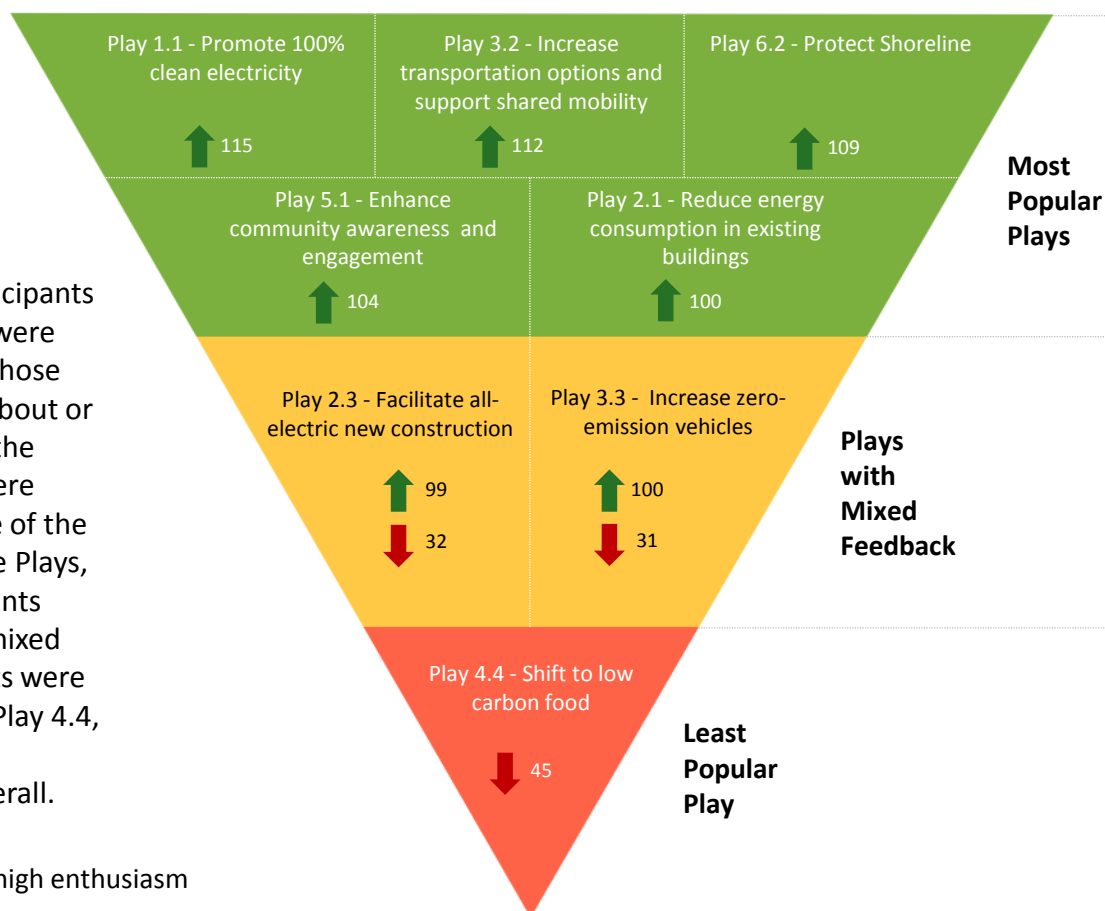 Play 1.1 - Promote 100%
clean electricity
115
Play 3.2 - Increase
transportation options and
support shared mobility
112
Play 6.2 - Protect Shoreline
109
Play 5.1 - Enhance
community awareness and
engagement
104
Play 2.1 - Reduce energy
consumption in existing
buildings
100
Most
Popular
Plays
Play 2.3 - Facilitate all-
electric new construction
99
32
Play 3.3 - Increase zero-
emission vehicles
100
31
Plays
with
Mixed
Feedback
Play 4.4 - Shift to low
carbon food
45
Least
Popular
Play
cipants
were
hose
bout or
the
ere
e of the
e Plays,
nts
mixed
ts were
Play 4.4,
erall.
high enthusiasm